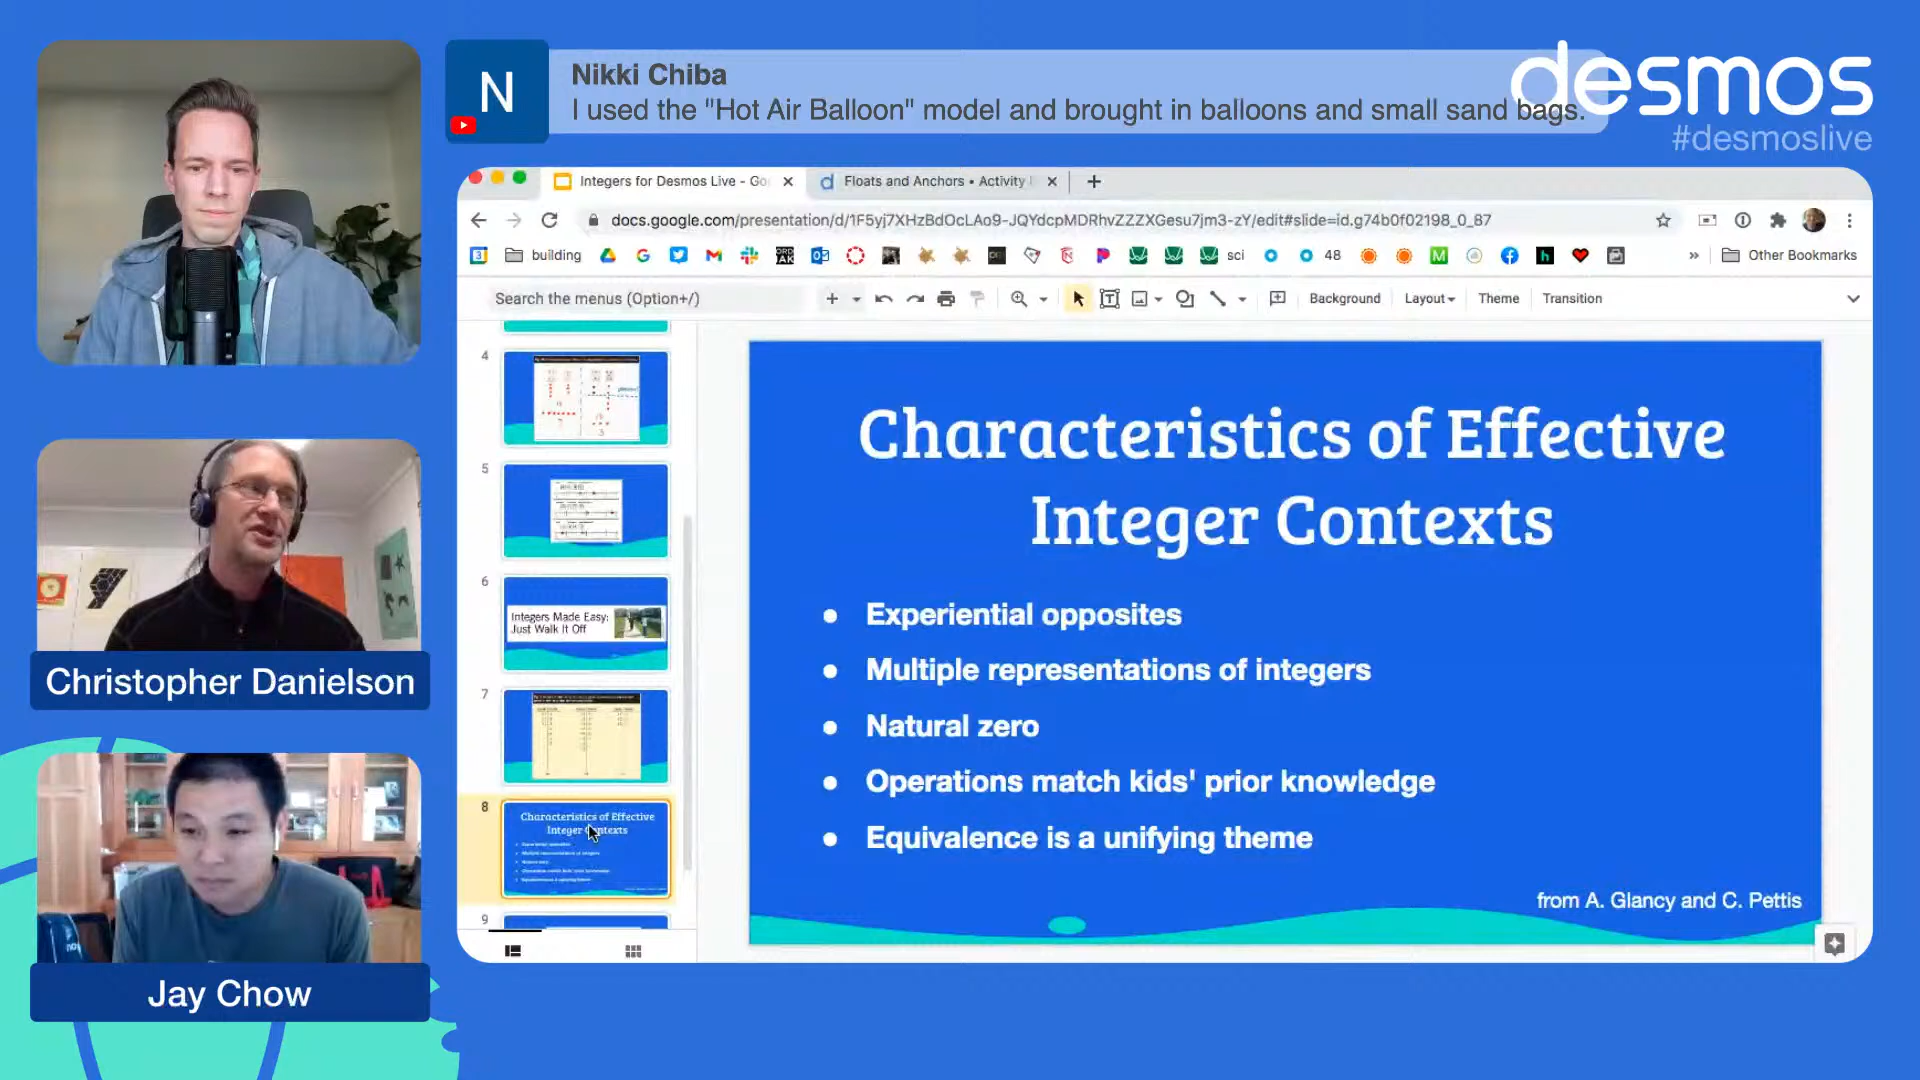 N
Nikki Chiba
I used the "Hot Air Balloon" model and brought in balloons and small sand bags.
desmos
#desmoslive
Integers for Desmos Live - Go
Floats and Anchors • Activity
docs.google.com/presentation/d/1F5yj7XHzBdOcLAo9-JQYdcpMDRhvZZZXGesu7jm3-zY/edit#slide=id.g74b0f02198_0_87
building
sci
48
Other Bookmarks
Search the menus (Option+/)
Background
Layout
Theme
Transition
4
5
6
Integers Made Easy:
Just Walk It Off
7
8
Characteristics of Effective
Integer Contexts
9
Characteristics of Effective
Integer Contexts
• Experiential opposites
• Multiple representations of integers
• Natural zero
• Operations match kids' prior knowledge
• Equivalence is a unifying theme
from A. Glancy and C. Pettis
Christopher Danielson
Jay Chow